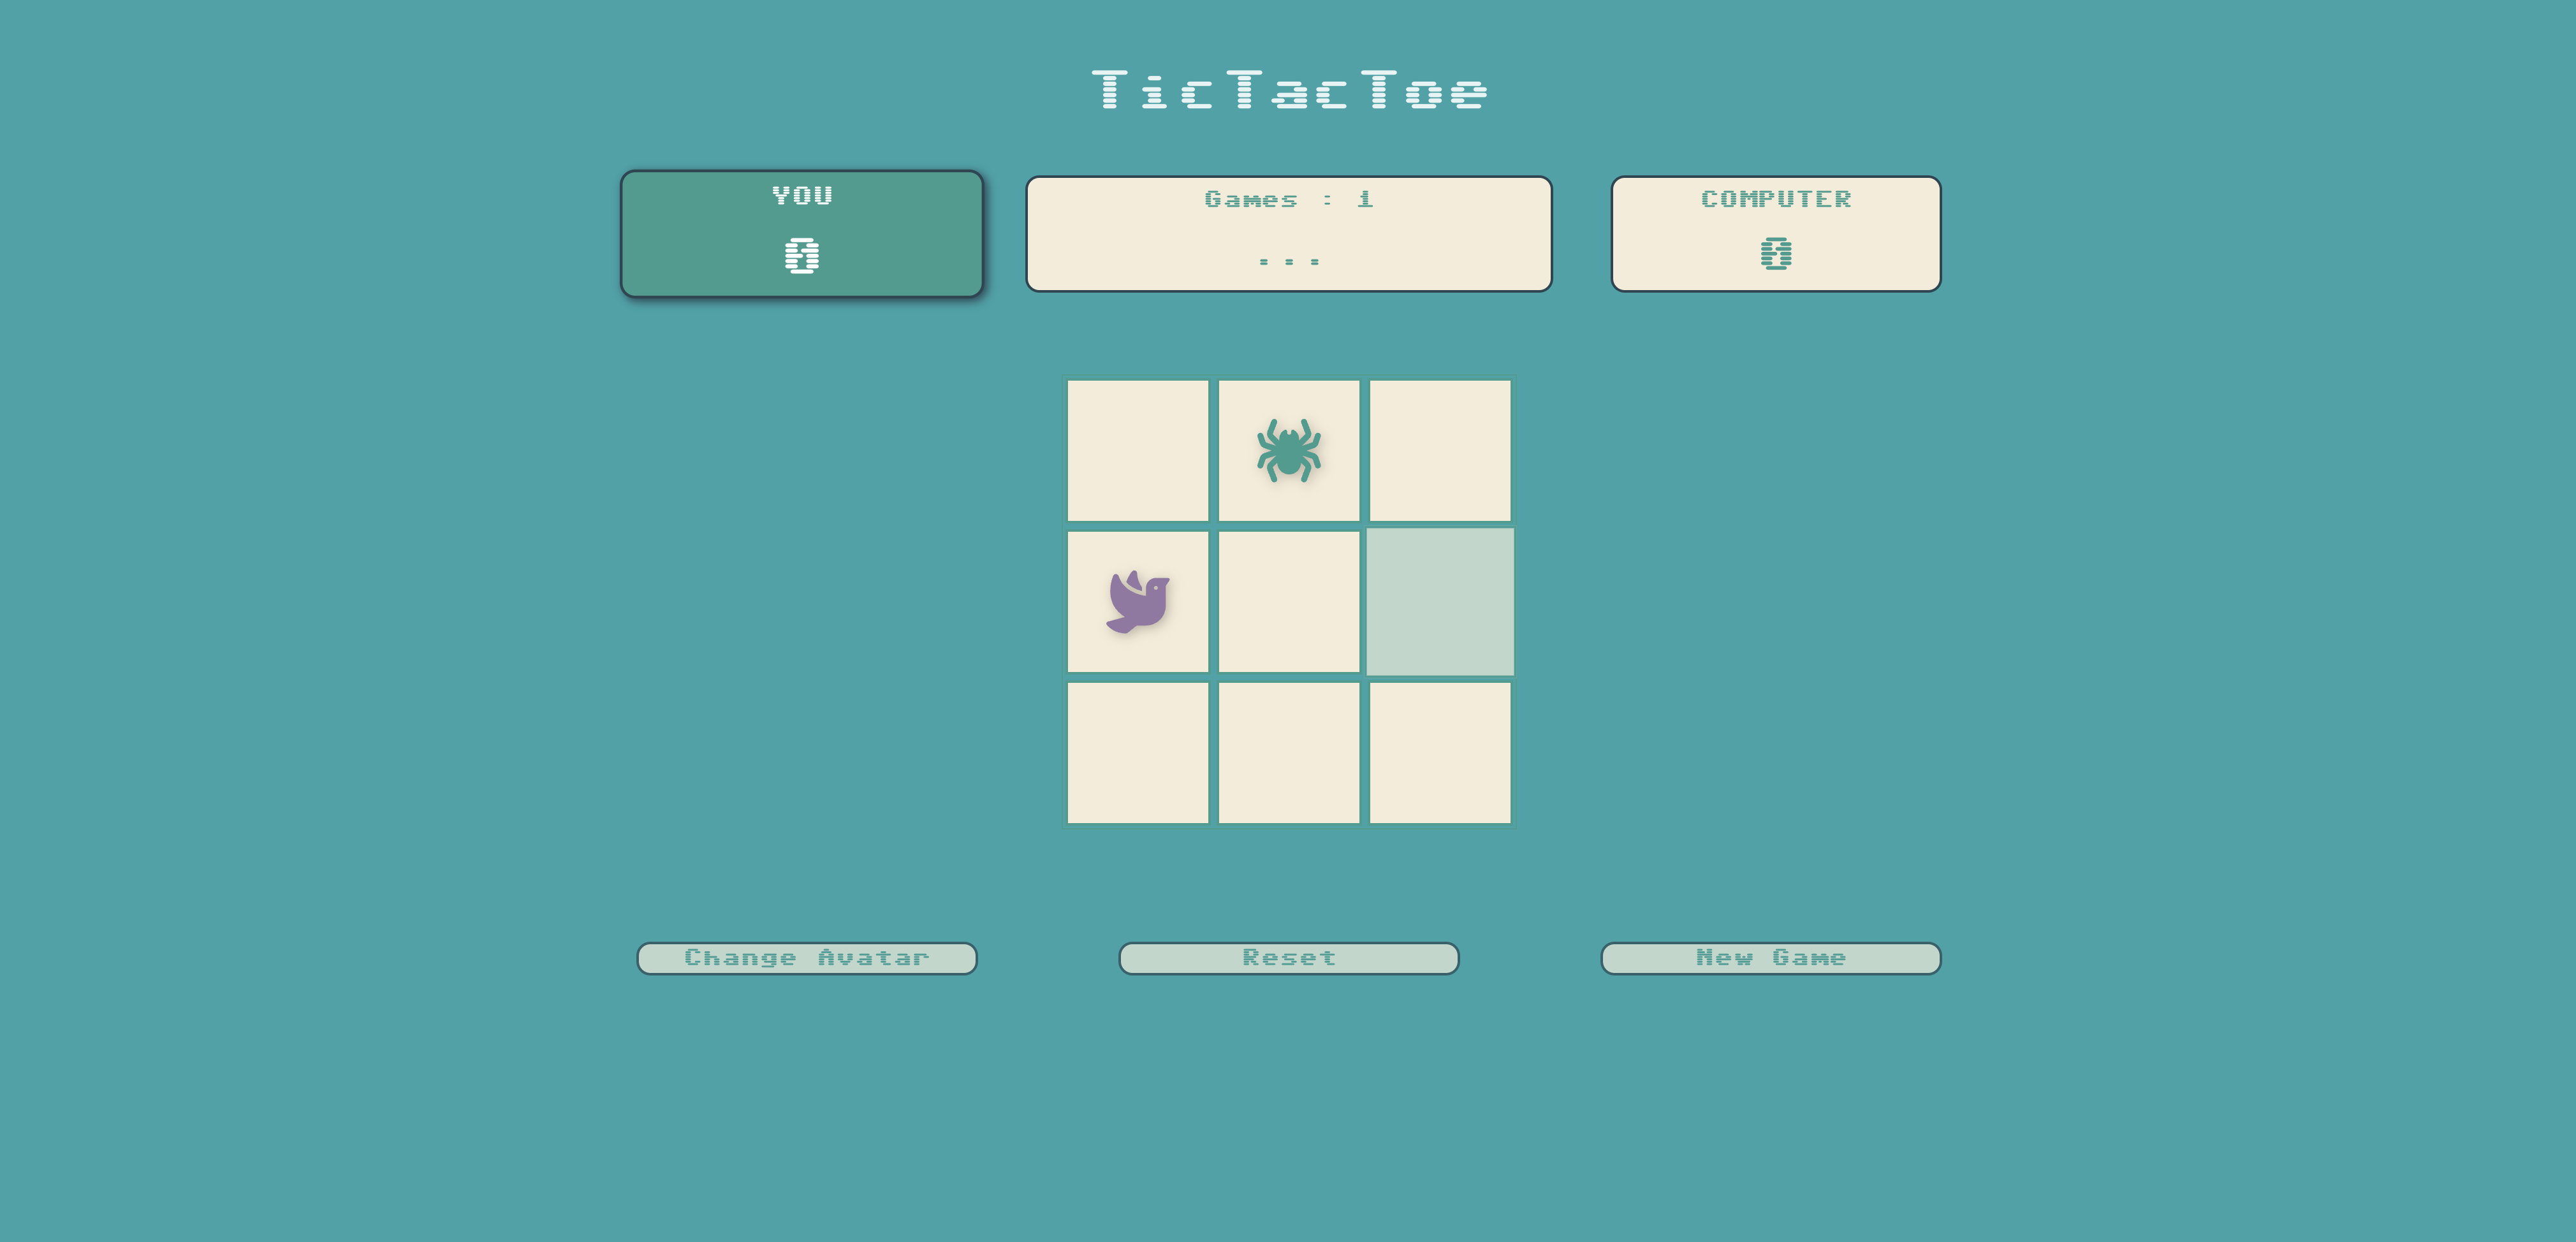 TicTacToe
YOU
0
Games : 1
...
COMPUTER
0
Change Avatar
Reset
New Game